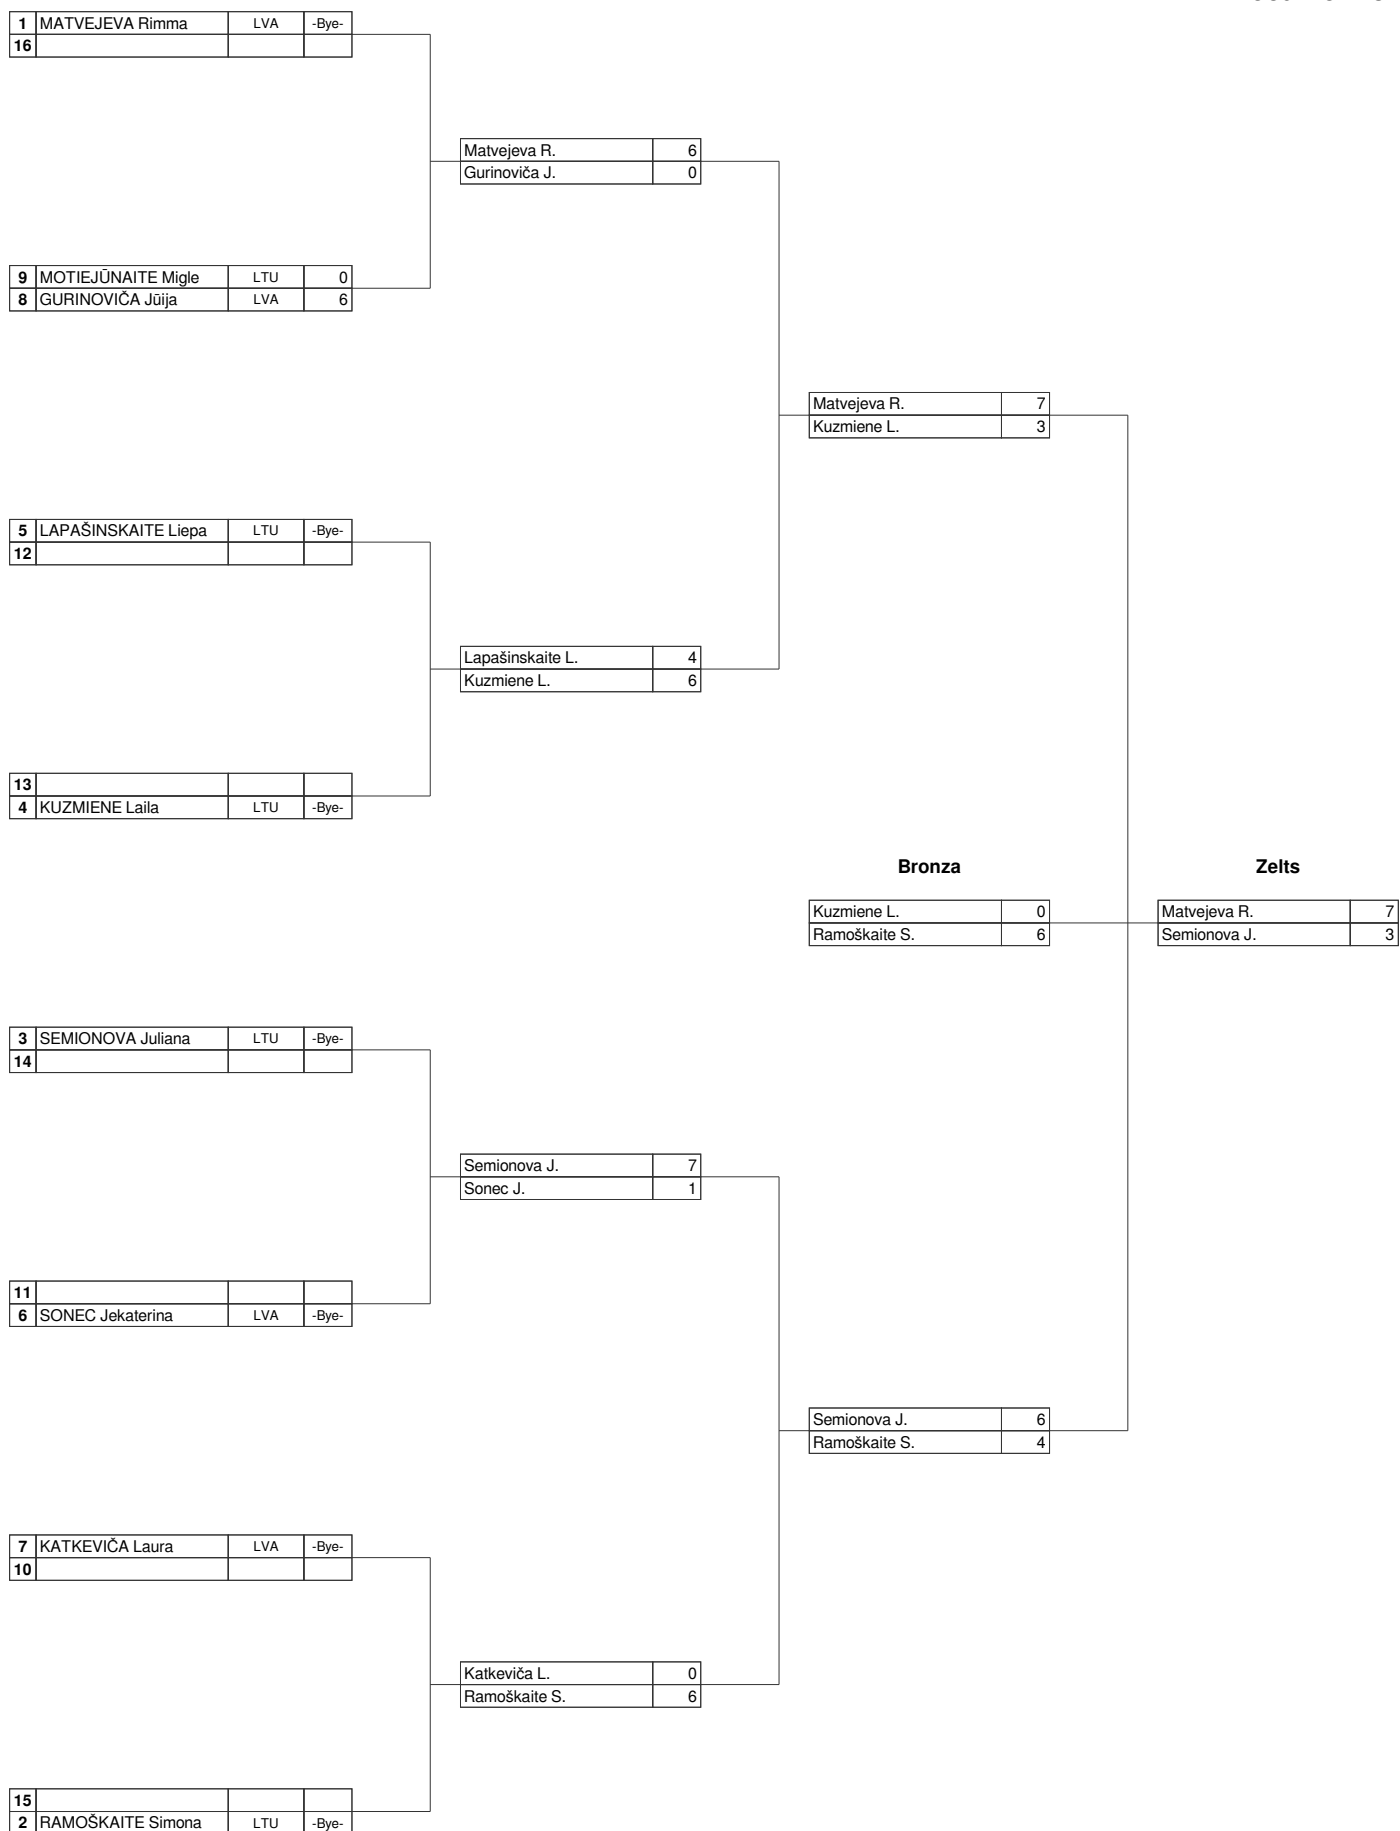 1 MATVEJEVA Rimma LVA -Bye-
16
Matvejeva R. 6
Gurinoviča J. 0
9 MOTIEJŪNAITE Migle LTU 0
8 GURINOVIČA Jūija LVA 6
Matvejeva R. 7
Kuzmiene L. 3
5 LAPAŠINSKAITE Liepa LTU -Bye-
12
Lapašinskaite L. 4
Kuzmiene L. 6
13
4 KUZMIENE Laila LTU -Bye-
Bronza Zelts
Kuzmiene L. 0 Matvejeva R. 7
Ramoškaite S. 6 Semionova J. 3
3 SEMIONOVA Juliana LTU -Bye-
14
Semionova J. 7
Sonec J. 1
11
6 SONEC Jekaterina LVA -Bye-
Semionova J. 6
Ramoškaite S. 4
7 KATKEVIČA Laura LVA -Bye-
10
Katkeviča L. 0
Ramoškaite S. 6
15
2 RAMOŠKAITE Simona LTU -Bye-